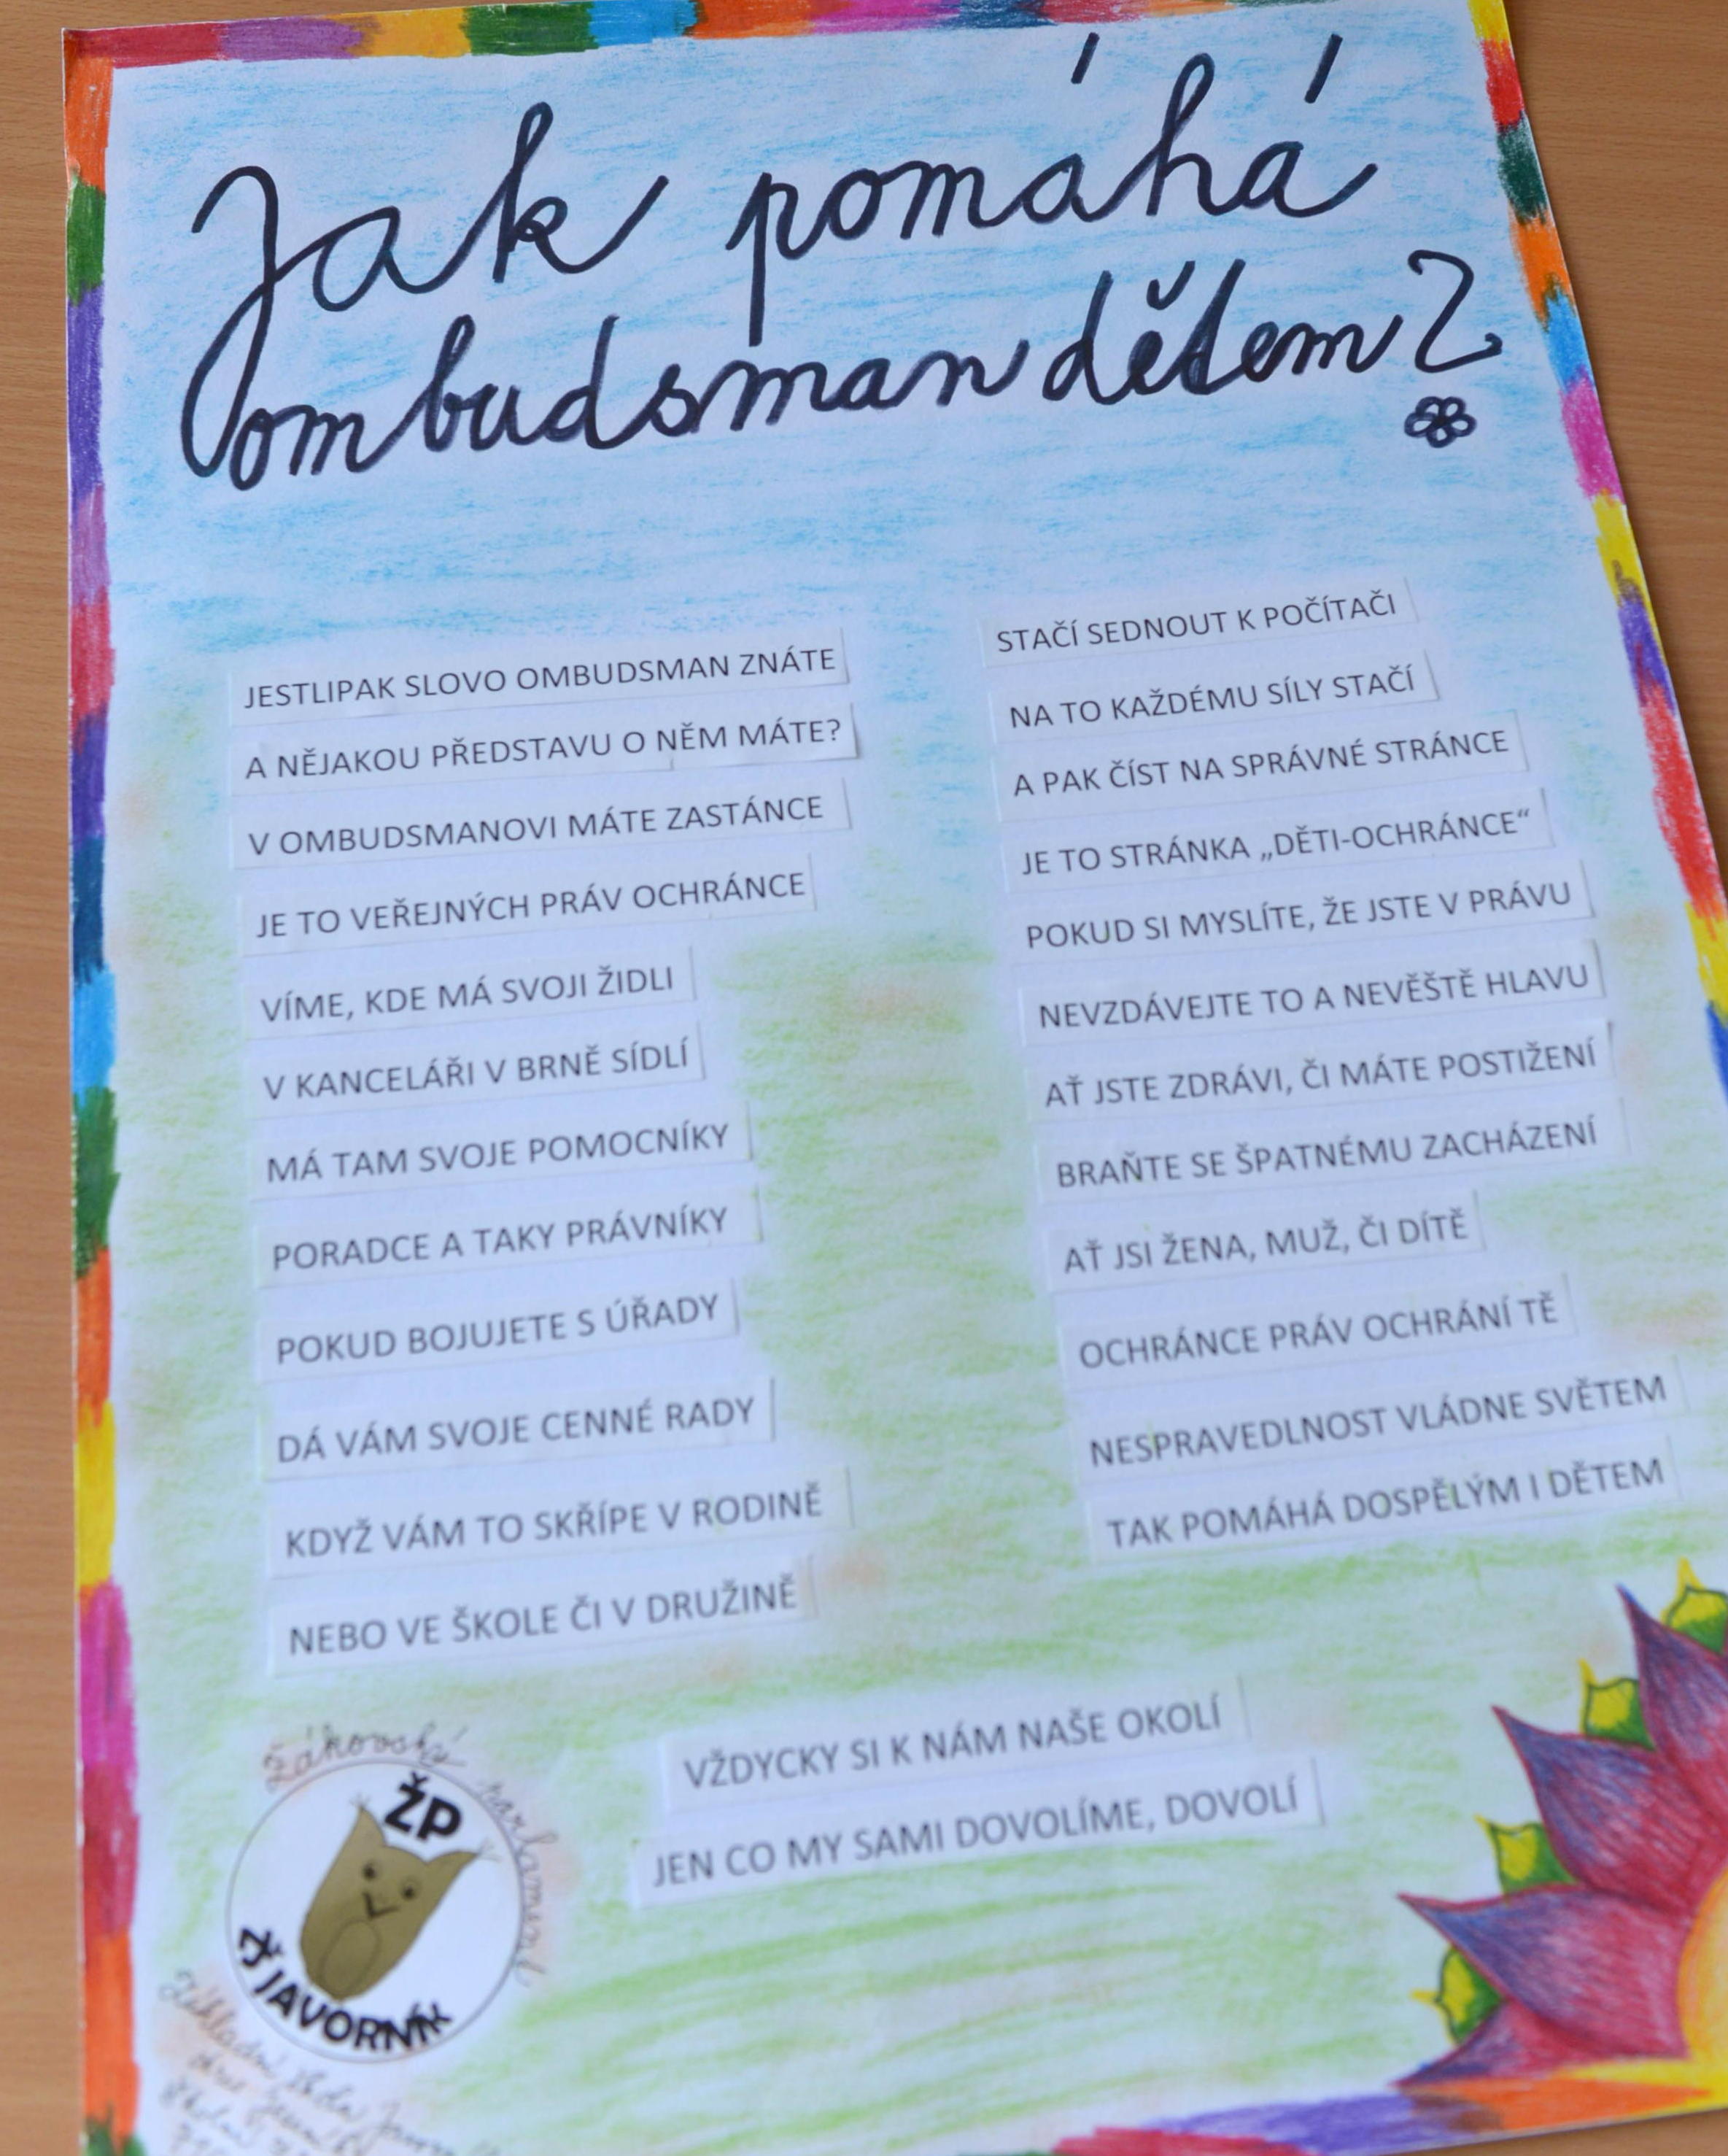 Jak pomáhá
ombudsman dětem?
JESTLIPAK SLOVO OMBUDSMAN ZNÁTE
A NĚJAKOU PŘEDSTAVU O NĚM MÁTE?
V OMBUDSMANOVI MÁTE ZASTÁNCE
JE TO VEŘEJNÝCH PRÁV OCHRÁNCE
VÍME, KDE MÁ SVOJI ŽIDLI
V KANCELÁŘI V BRNĚ SÍDLÍ
MÁ TAM SVOJE POMOCNÍKY
PORADCE A TAKY PRÁVNÍKY
POKUD BOJUJETE S ÚŘADY
DÁ VÁM SVOJE CENNÉ RADY
KDYŽ VÁM TO SKŘÍPE V RODINĚ
NEBO VE ŠKOLE ČI V DRUŽINĚ
STAČÍ SEDNOUT K POČÍTAČI
NA TO KAŽDÉMU SÍLY STAČÍ
A PAK ČÍST NA SPRÁVNÉ STRÁNCE
JE TO STRÁNKA „DĚTI-OCHRÁNCE“
POKUD SI MYSLÍTE, ŽE JSTE V PRÁVU
NEVZDÁVEJTE TO A NEVĚŠTĚ HLAVU
AŤ JSTE ZDRÁVI, ČI MÁTE POSTIŽENÍ
BRAŇTE SE ŠPATNÉMU ZACHÁZENÍ
AŤ JSI ŽENA, MUŽ, ČI DÍTĚ
OCHRÁNCE PRÁV OCHRÁNÍ TĚ
NESPRAVEDLNOST VLÁDNE SVĚTEM
TAK POMÁHÁ DOSPĚLÝM I DĚTEM
VŽDYCKY SI K NÁM NAŠE OKOLÍ
JEN CO MY SAMI DOVOLÍME, DOVOLÍ
Žákovský parlament
ŽP
ZŠ JAVORNÍK
Základní škola